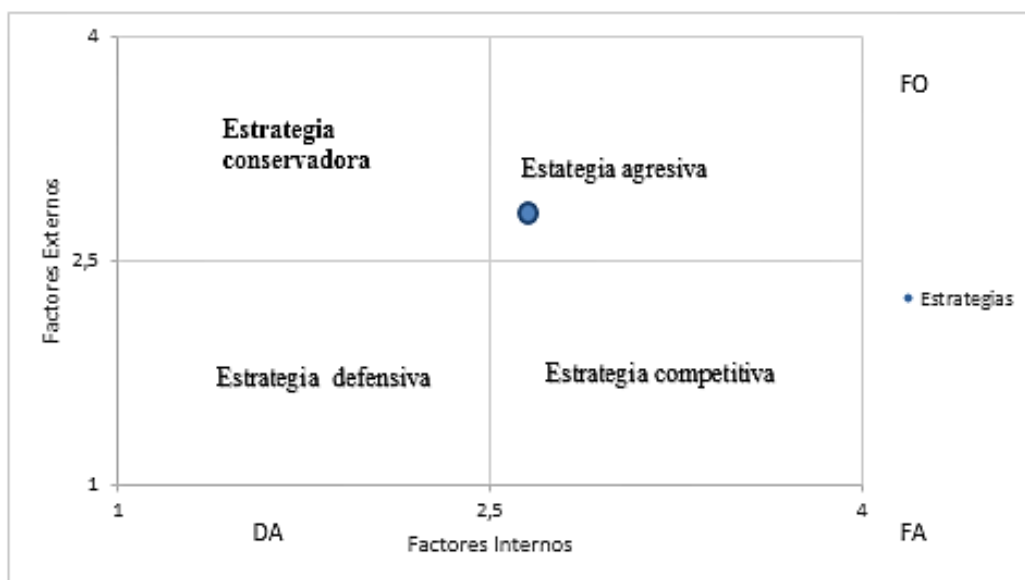 4
FO
Estrategia
conservadora
Estategia agresiva
Factores Externos
2,5
Estrategias
Estrategia defensiva
Estrategia competitiva
1
1
2,5
4
DA
Factores Internos
FA